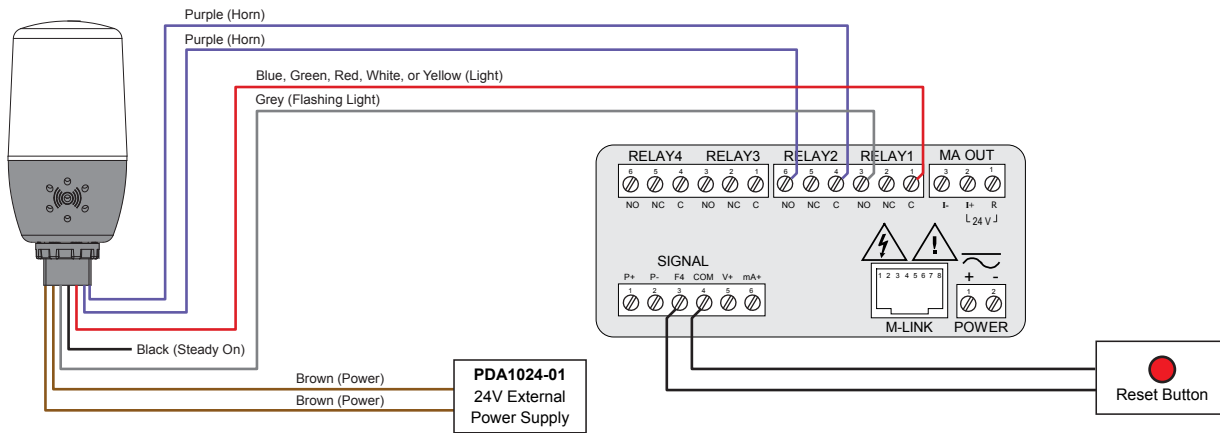 Purple (Horn)
Purple (Horn)
Blue, Green, Red, White, or Yellow (Light)
Grey (Flashing Light)
RELAY4 RELAY3 RELAY2 RELAY1 MA OUT
6 5 4 3 2 1 6 5 4 3 2 1 3 2 1
NO NC C NO NC C NO NC C NO NC C I- I+ R
24 V
SIGNAL
P+ P- F4 COM V+ mA+
1 2 3 4 5 6
!
1 2 3 4 5 6 7 8
M-LINK
+ -
1 2
POWER
Black (Steady On)
Brown (Power)
Brown (Power)
PDA1024-01
24V External
Power Supply
Reset Button